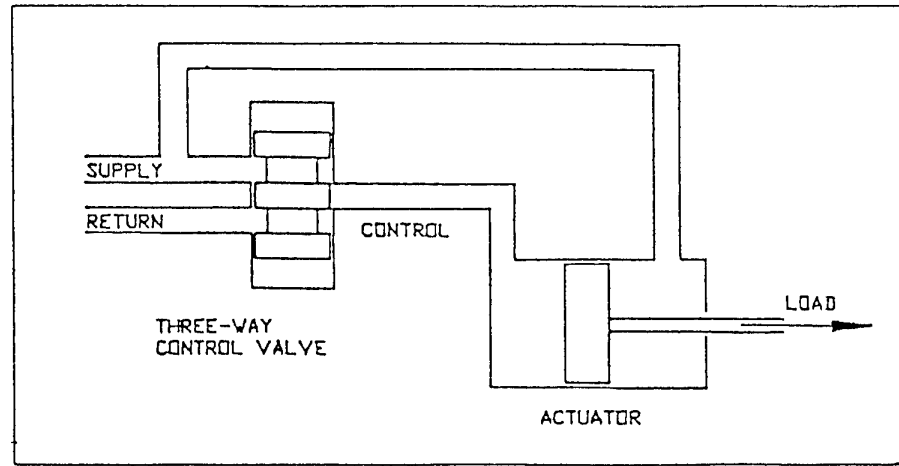 SUPPLY
RETURN
CONTROL
LOAD
THREE-WAY
CONTROL VALVE
ACTUATOR